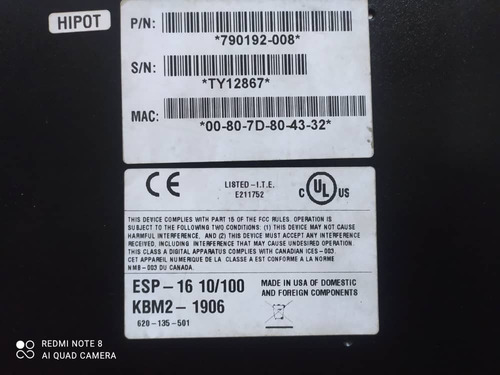 HIPOT
P/N:
*790192-008*
S/N:
*TY12867*
MAC:
*00-80-7D-80-43-32*
CE
LISTED-I.T.E.
E211752
C UL US
THIS DEVICE COMPLIES WITH PART 15 OF THE FCC RULES. OPERATION IS
SUBJECT TO THE FOLLOWING TWO CONDITIONS: (1) THIS DEVICE MAY NOT CAUSE
HARMFUL INTERFERENCE, AND (2) THIS DEVICE MUST ACCEPT ANY INTERFERENCE
RECEIVED, INCLUDING INTERFERENCE THAT MAY CAUSE UNDESIRED OPERATION.
THIS CLASS A DIGITAL APPARATUS COMPLIES WITH CANADIAN ICES-003.
CET APPAREIL NUMERIQUE DE LA CLASSE A EST CONFORME A LA NORME
NMB-003 DU CANADA.
ESP-16 10/100
KBM2-1906
620-135-501
MADE IN USA OF DOMESTIC
AND FOREIGN COMPONENTS
REDMI NOTE 8
AI QUAD CAMERA